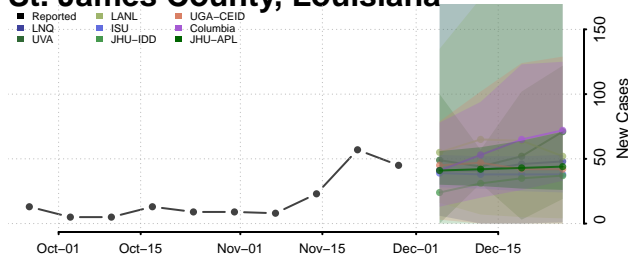 St. James County, Louisiana
Reported LANL UGA−CEID
LNQ ISU Columbia
UVA JHU−IDD JHU−APL
150
100
50
0
New Cases
Oct−01 Oct−15 Nov−01 Nov−15 Dec−01 Dec−15